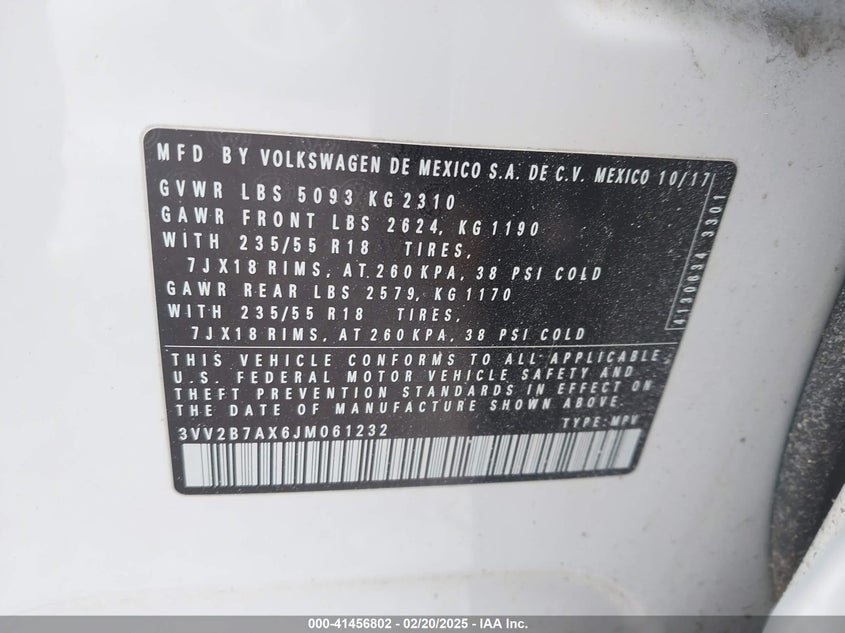 MFD BY VOLKSWAGEN DE MEXICO S.A. DE C.V. MEXICO 10/17
GVWR LBS 5093 KG 2310
GAWR FRONT LBS 2624, KG 1190
WITH 235/55 R18 TIRES,
7JX18 RIMS, AT 260 KPA, 38 PSI COLD
GAWR REAR LBS 2579, KG 1170
WITH 235/55 R18 TIRES,
7JX18 RIMS, AT 260 KPA, 38 PSI COLD
THIS VEHICLE CONFORMS TO ALL APPLICABLE
U.S. FEDERAL MOTOR VEHICLE SAFETY AND
THEFT PREVENTION STANDARDS IN EFFECT ON
THE DATE OF MANUFACTURE SHOWN ABOVE.
3VV2B7AX6JM061232 TYPE: MPV
4130634 3301
000-41456802 / 02/20/2025 - IAA Inc.